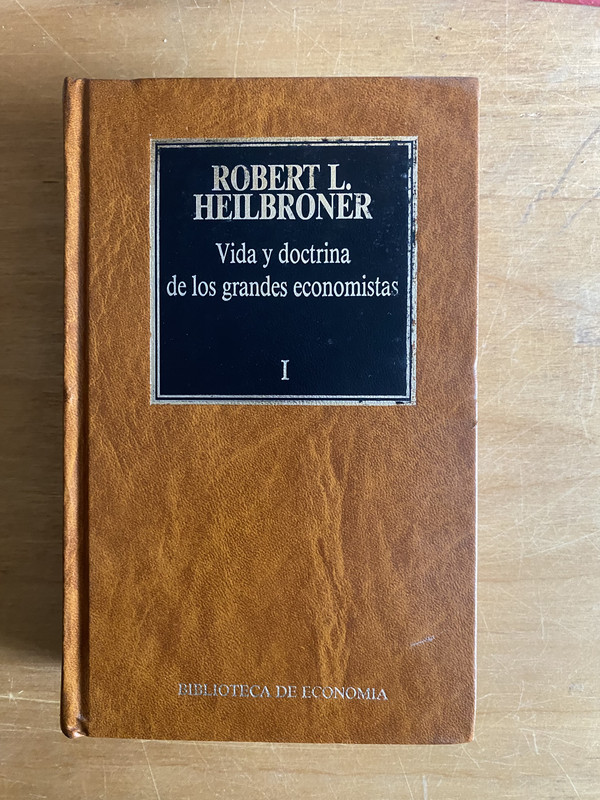 ROBERT L.
HEILBRONER
Vida y doctrina
de los grandes economistas
I
BIBLIOTECA DE ECONOMIA